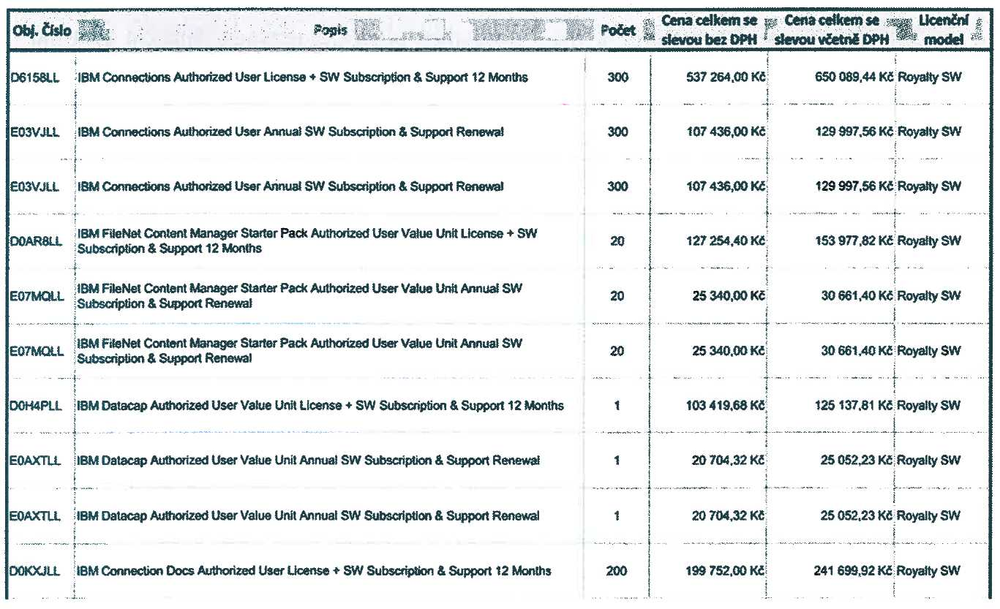 Obj. Číslo Popis Počet Cena celkem se slevou bez DPH Cena celkem se slevou včetně DPH Licenční model
D6158LL IBM Connections Authorized User License + SW Subscription & Support 12 Months 300 537 264,00 Kč 650 089,44 Kč Royalty SW
E03VJLL IBM Connections Authorized User Annual SW Subscription & Support Renewal 300 107 436,00 Kč 129 997,56 Kč Royalty SW
E03VJLL IBM Connections Authorized User Annual SW Subscription & Support Renewal 300 107 436,00 Kč 129 997,56 Kč Royalty SW
D0AR8LL IBM FileNet Content Manager Starter Pack Authorized User Value Unit License + SW
Subscription & Support 12 Months 20 127 254,40 Kč 153 977,82 Kč Royalty SW
E07MQLL IBM FileNet Content Manager Starter Pack Authorized User Value Unit Annual SW
Subscription & Support Renewal 20 25 340,00 Kč 30 661,40 Kč Royalty SW
E07MQLL IBM FileNet Content Manager Starter Pack Authorized User Value Unit Annual SW
Subscription & Support Renewal 20 25 340,00 Kč 30 661,40 Kč Royalty SW
D0H4PLL IBM Datacap Authorized User Value Unit License + SW Subscription & Support 12 Months 1 103 419,68 Kč 125 137,81 Kč Royalty SW
E0AXTLL IBM Datacap Authorized User Value Unit Annual SW Subscription & Support Renewal 1 20 704,32 Kč 25 052,23 Kč Royalty SW
E0AXTLL IBM Datacap Authorized User Value Unit Annual SW Subscription & Support Renewal 1 20 704,32 Kč 25 052,23 Kč Royalty SW
D0KXJLL IBM Connection Docs Authorized User License + SW Subscription & Support 12 Months 200 199 752,00 Kč 241 699,92 Kč Royalty SW